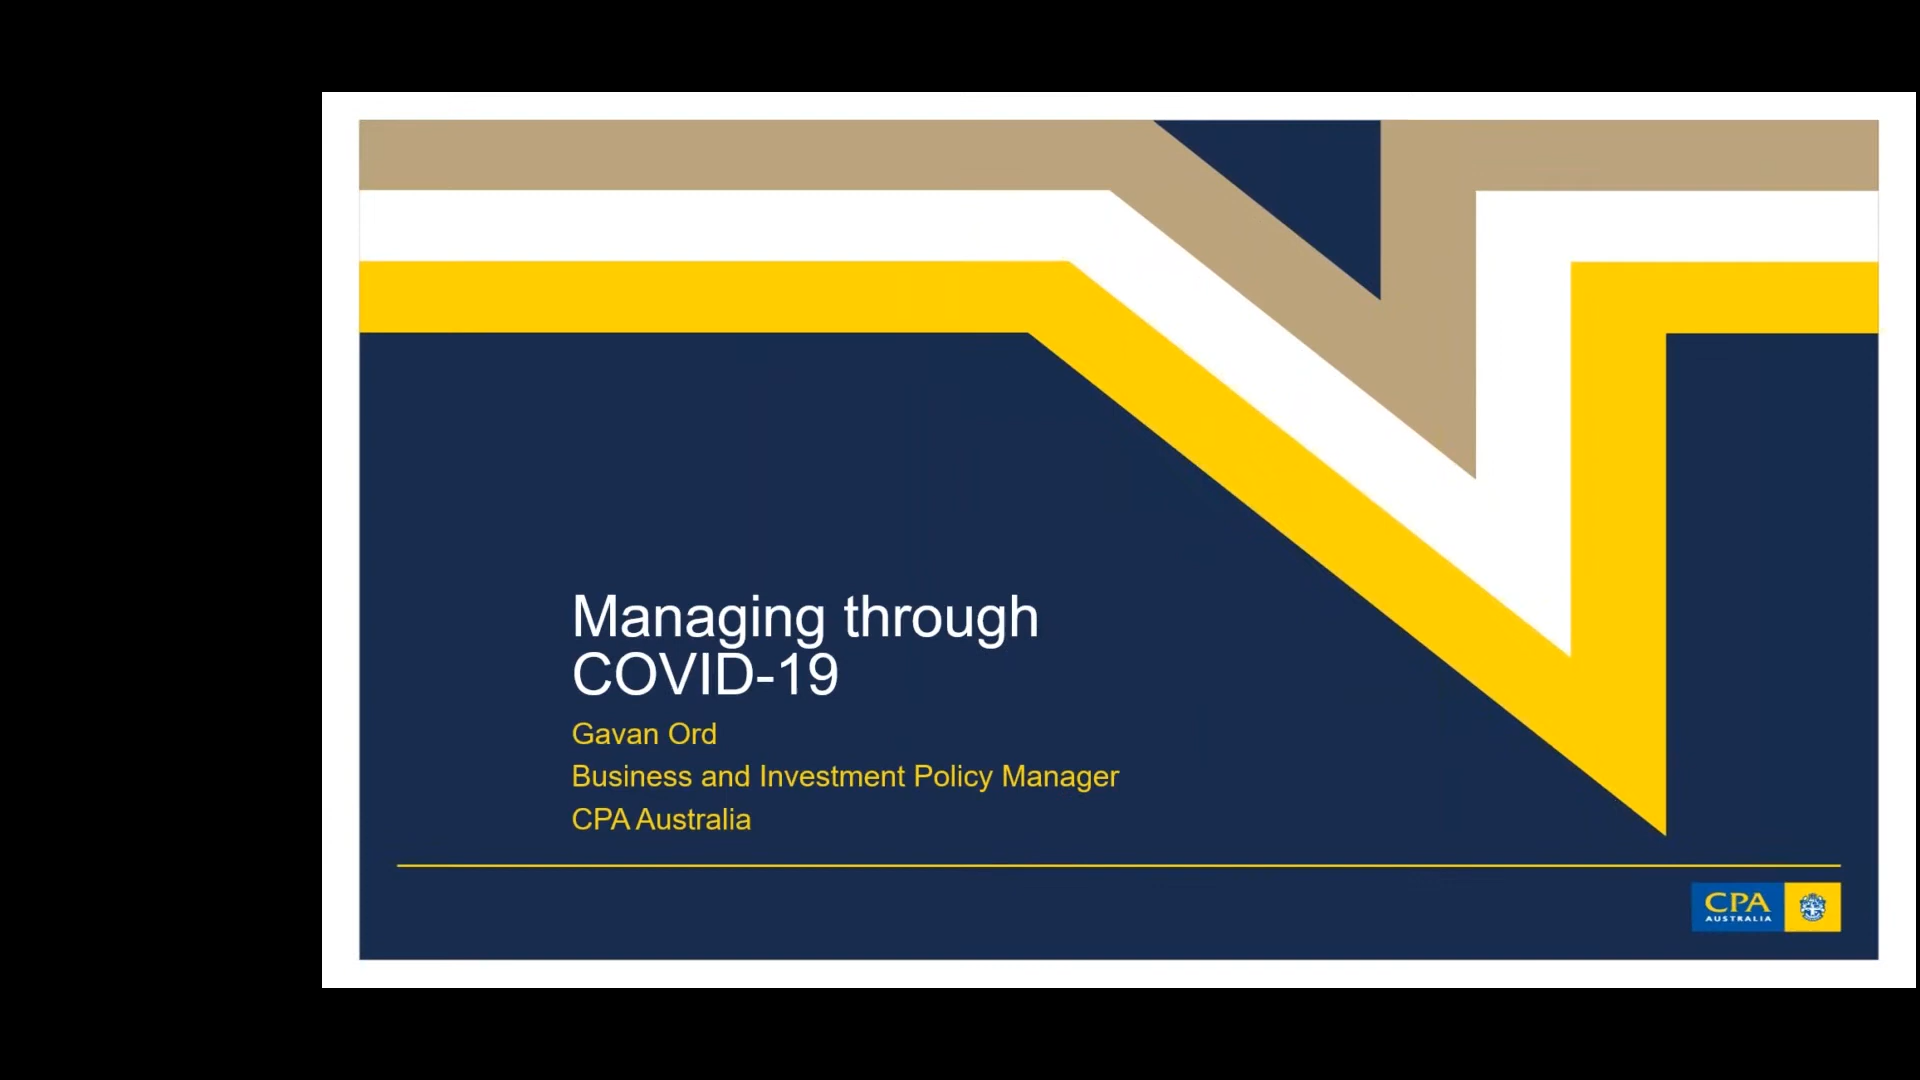 Managing through
COVID-19
Gavan Ord
Business and Investment Policy Manager
CPA Australia
CPA
AUSTRALIA